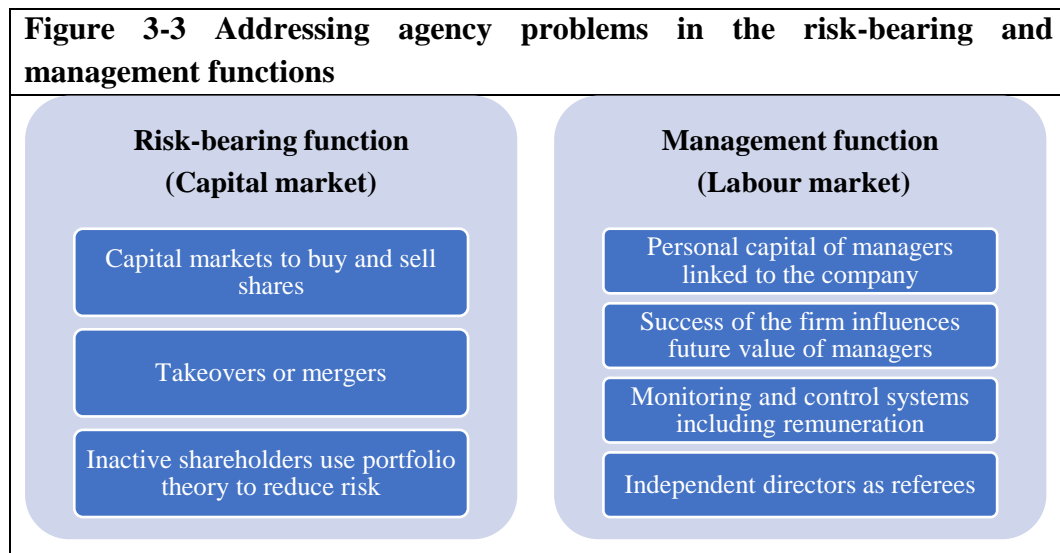 Figure 3-3 Addressing agency problems in the risk-bearing and
management functions
Risk-bearing function
(Capital market)
Capital markets to buy and sell
shares
Takeovers or mergers
Inactive shareholders use portfolio
theory to reduce risk
Management function
(Labour market)
Personal capital of managers
linked to the company
Success of the firm influences
future value of managers
Monitoring and control systems
including remuneration
Independent directors as referees